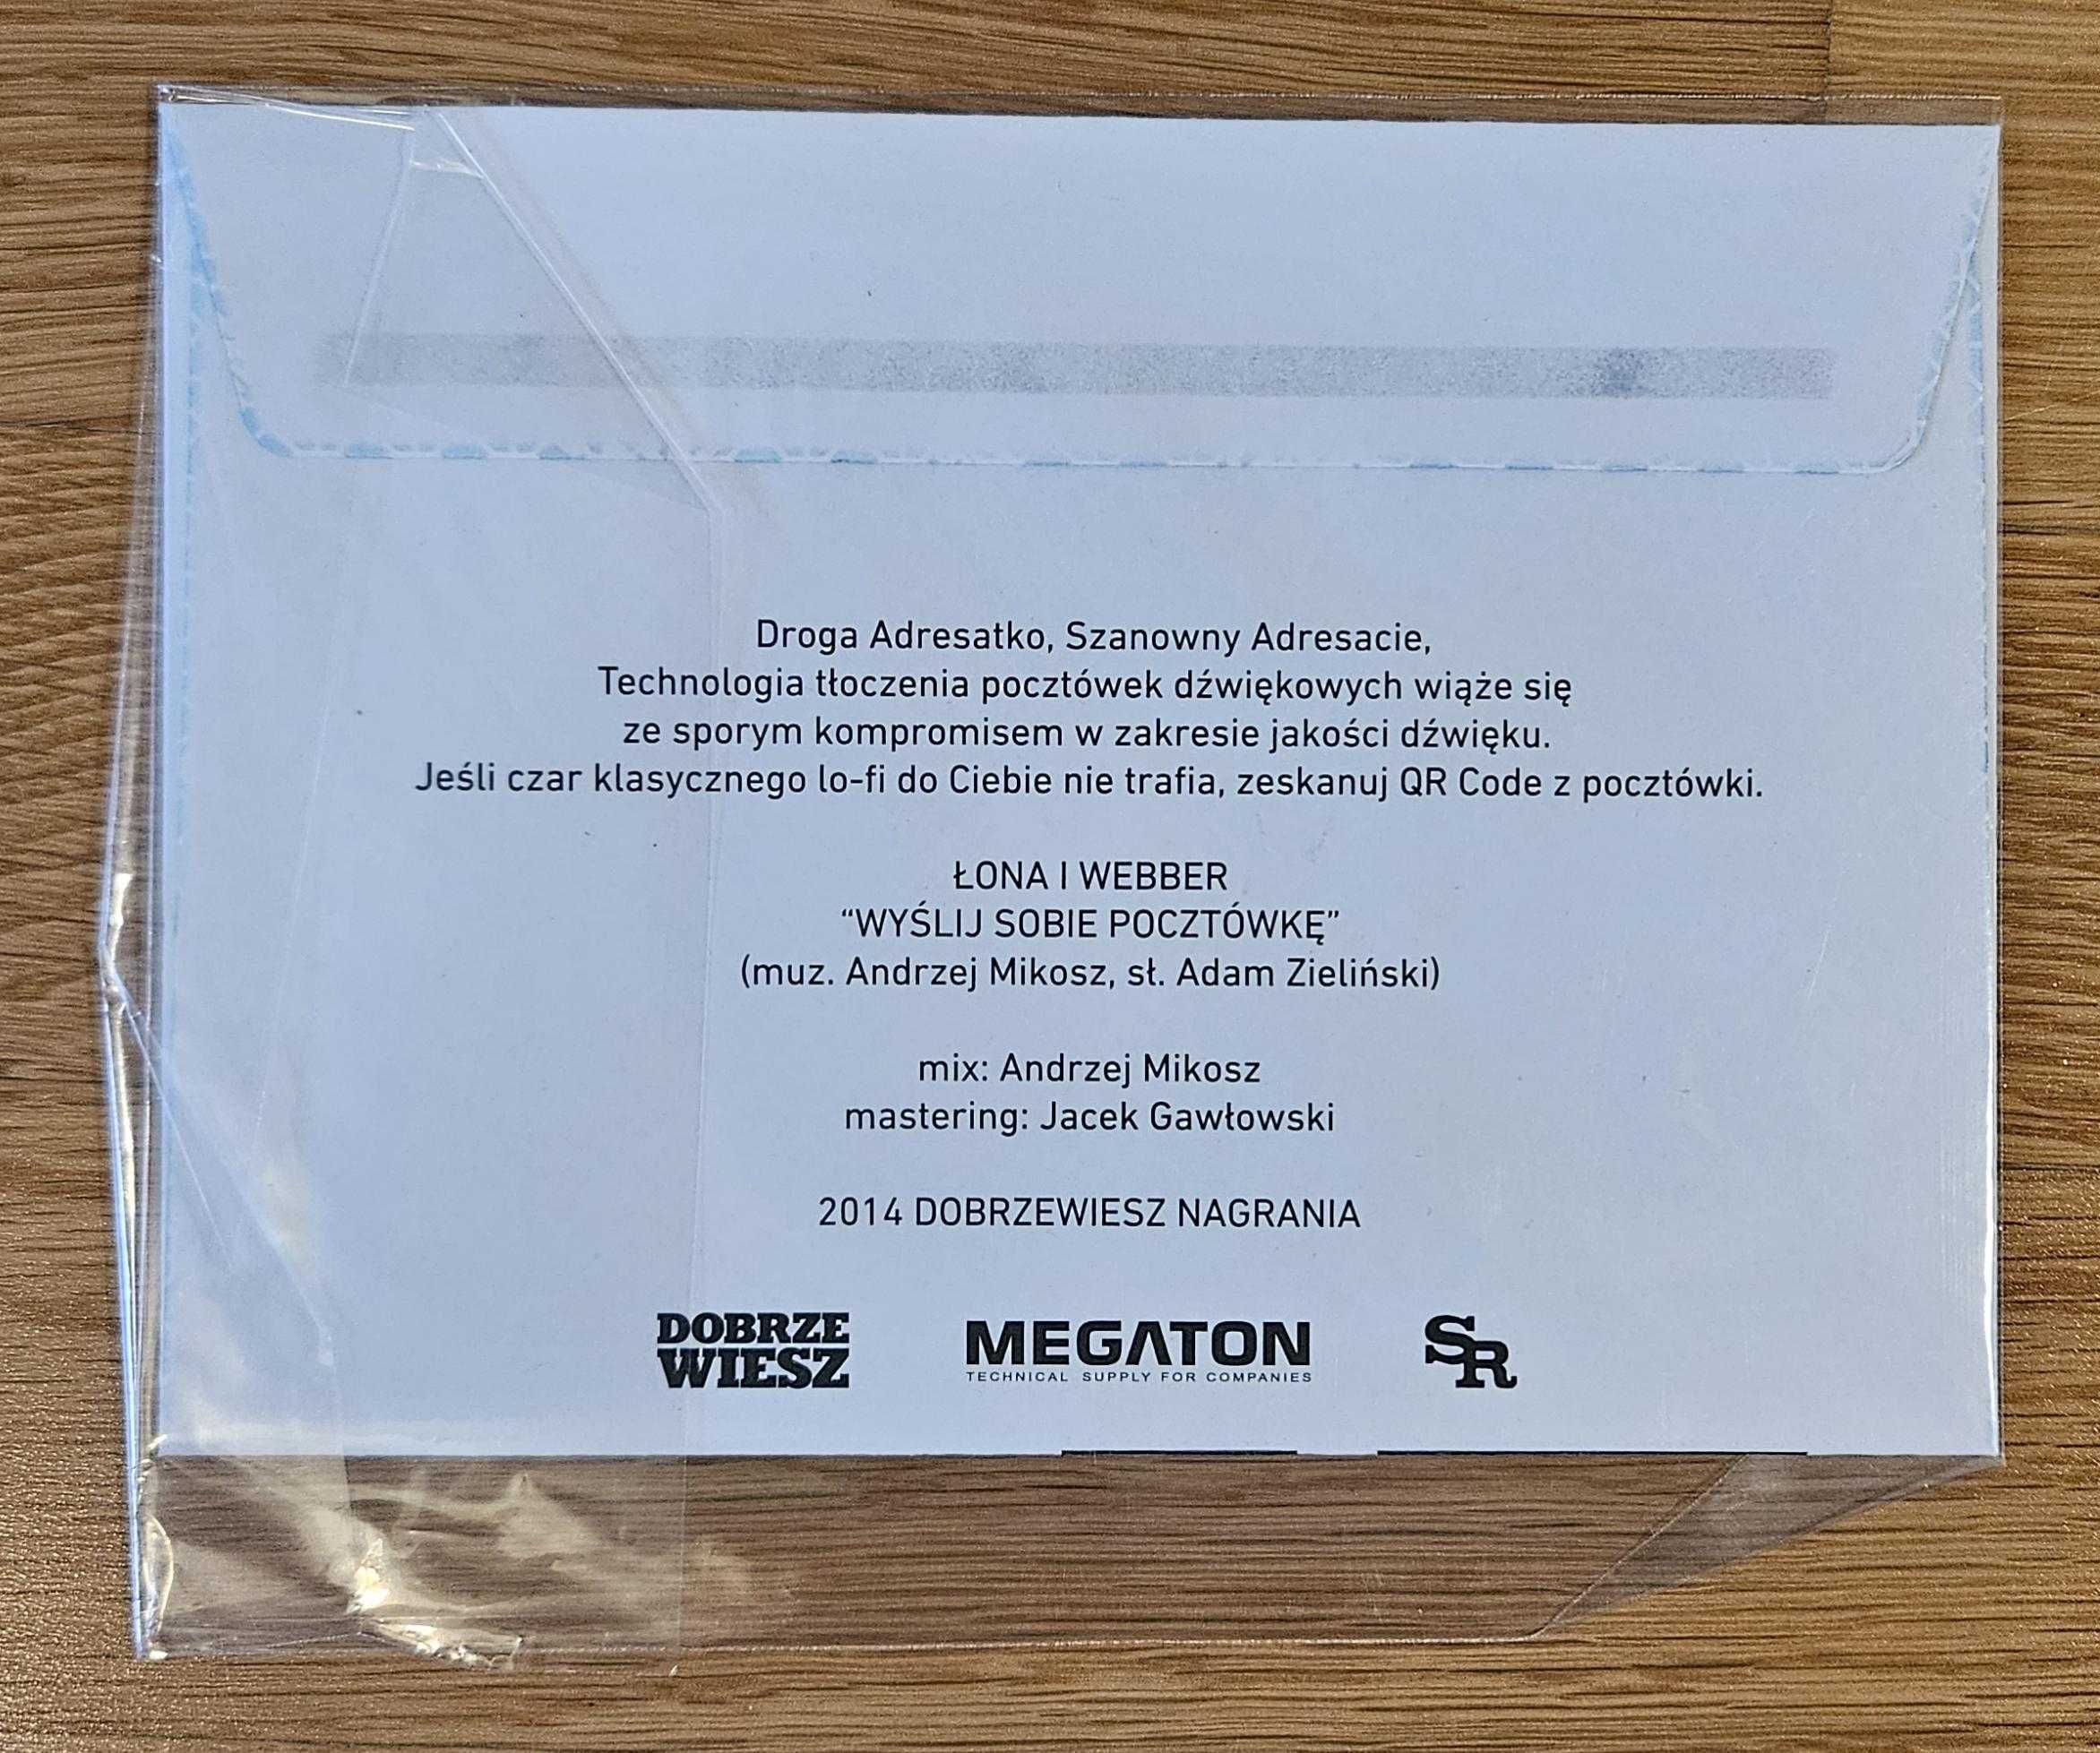 Droga Adresatko, Szanowny Adresacie,
Technologia tłoczenia pocztówek dźwiękowych wiąże się
ze sporym kompromisem w zakresie jakości dźwięku.
Jeśli czar klasycznego lo-fi do Ciebie nie trafia, zeskanuj QR Code z pocztówki.
ŁONA I WEBBER
“WYŚLIJ SOBIE POCZTÓWKĘ”
(muz. Andrzej Mikosz, sł. Adam Zieliński)
mix: Andrzej Mikosz
mastering: Jacek Gawłowski
2014 DOBRZEWIESZ NAGRANIA
DOBRZE
WIESZ
MEGATON
TECHNICAL SUPPLY FOR COMPANIES
SR